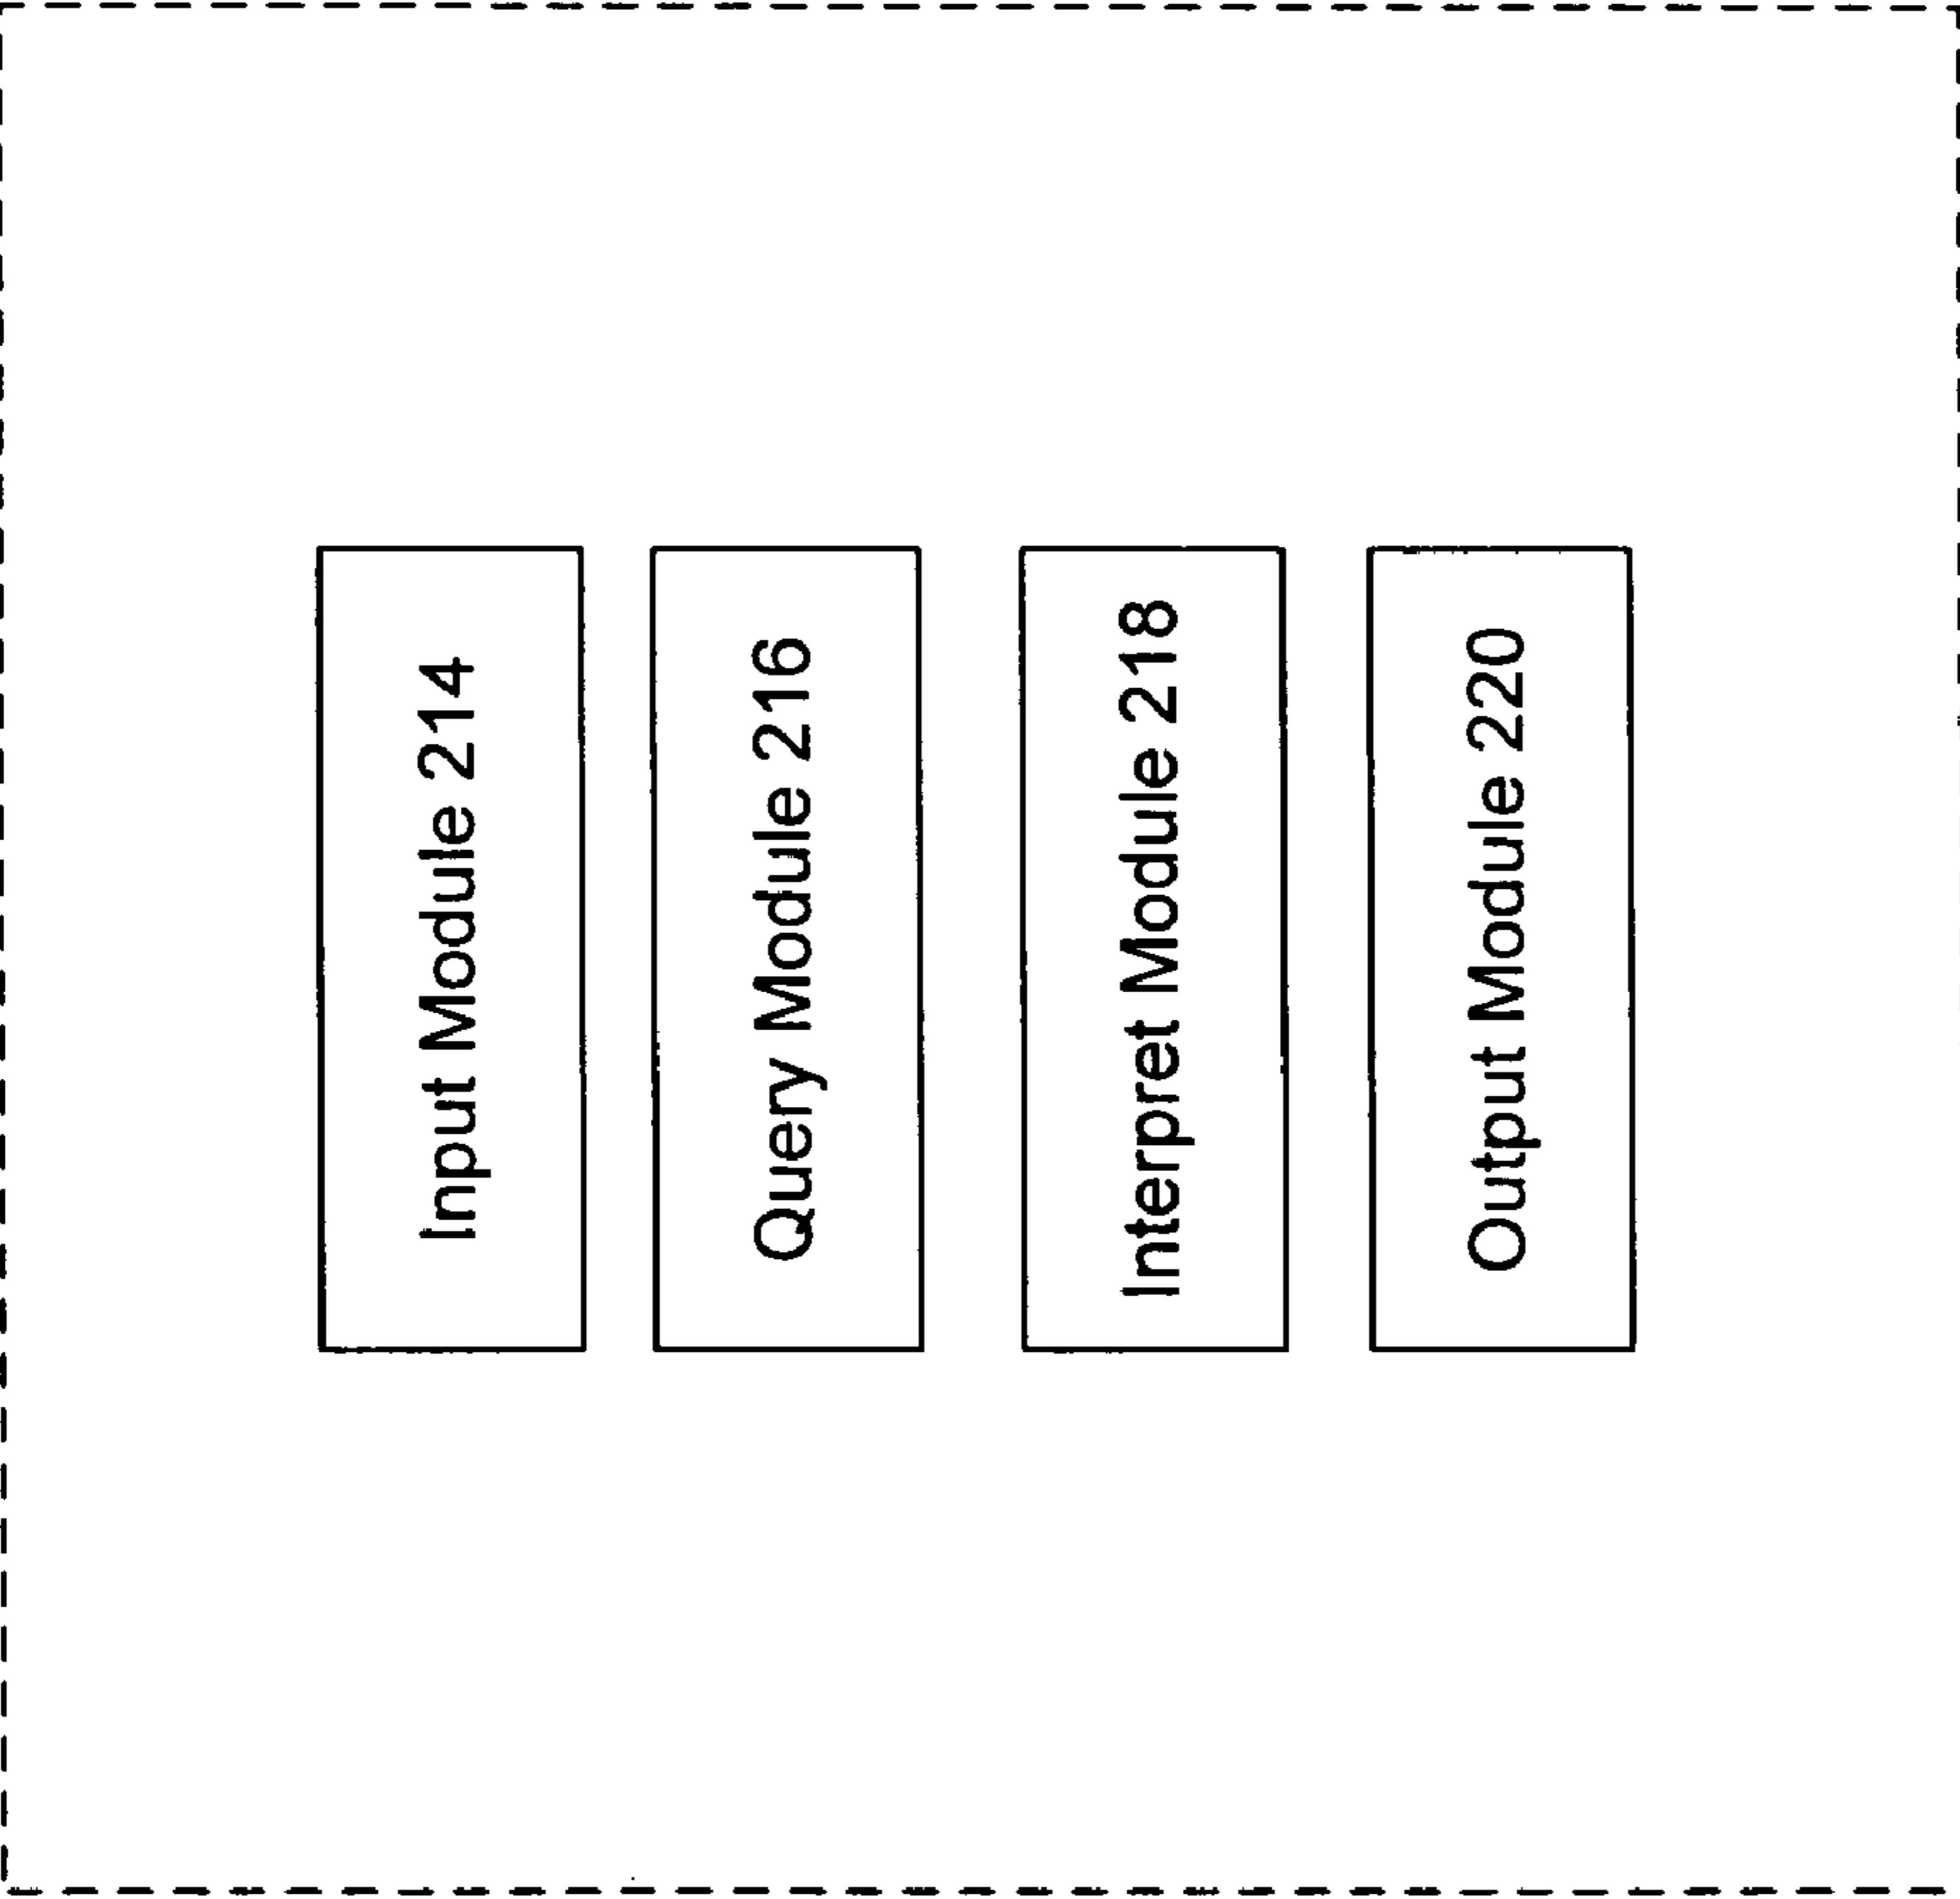 Input Module 214
Query Module 216
Interpret Module 218
Output Module 220